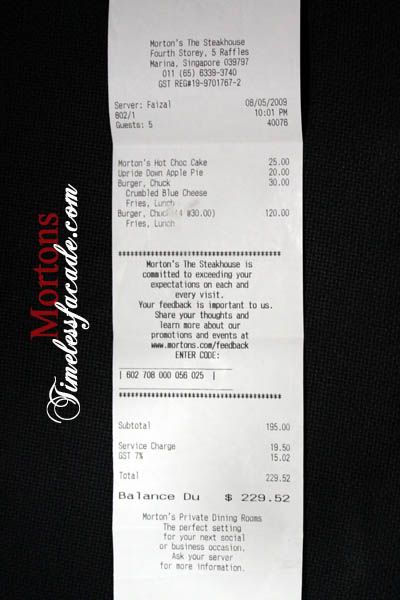 Morton's The Steakhouse
Fourth Storey, 5 Raffles
Marina, Singapore 039797
011 (65) 6339-3740
GST REG#19-9701767-2
Server: Faizal 08/05/2009
602/1 10:01 PM
Guests: 5 40076
Morton's Hot Choc Cake 25.00
Upride Down Apple Pie 20.00
Burger, Chuck 30.00
Crumbled Blue Cheese
Fries, Lunch
Burger, Chuck (4 @30.00) 120.00
Fries, Lunch
Morton's The Steakhouse is
committed to exceeding your
expectations on each and
every visit.
Your feedback is important to us.
Share your thoughts and
learn more about our
promotions and events at
www.mortons.com/feedback
ENTER CODE:
| 602 708 000 056 025 |
Subtotal 195.00
Service Charge 19.50
GST 7% 15.02
Total 229.52
Balance Du $ 229.52
Morton's Private Dining Rooms
The perfect setting
for your next social
or business occasion.
Ask your server
for more information.
Mortons
Timelessfacade.com